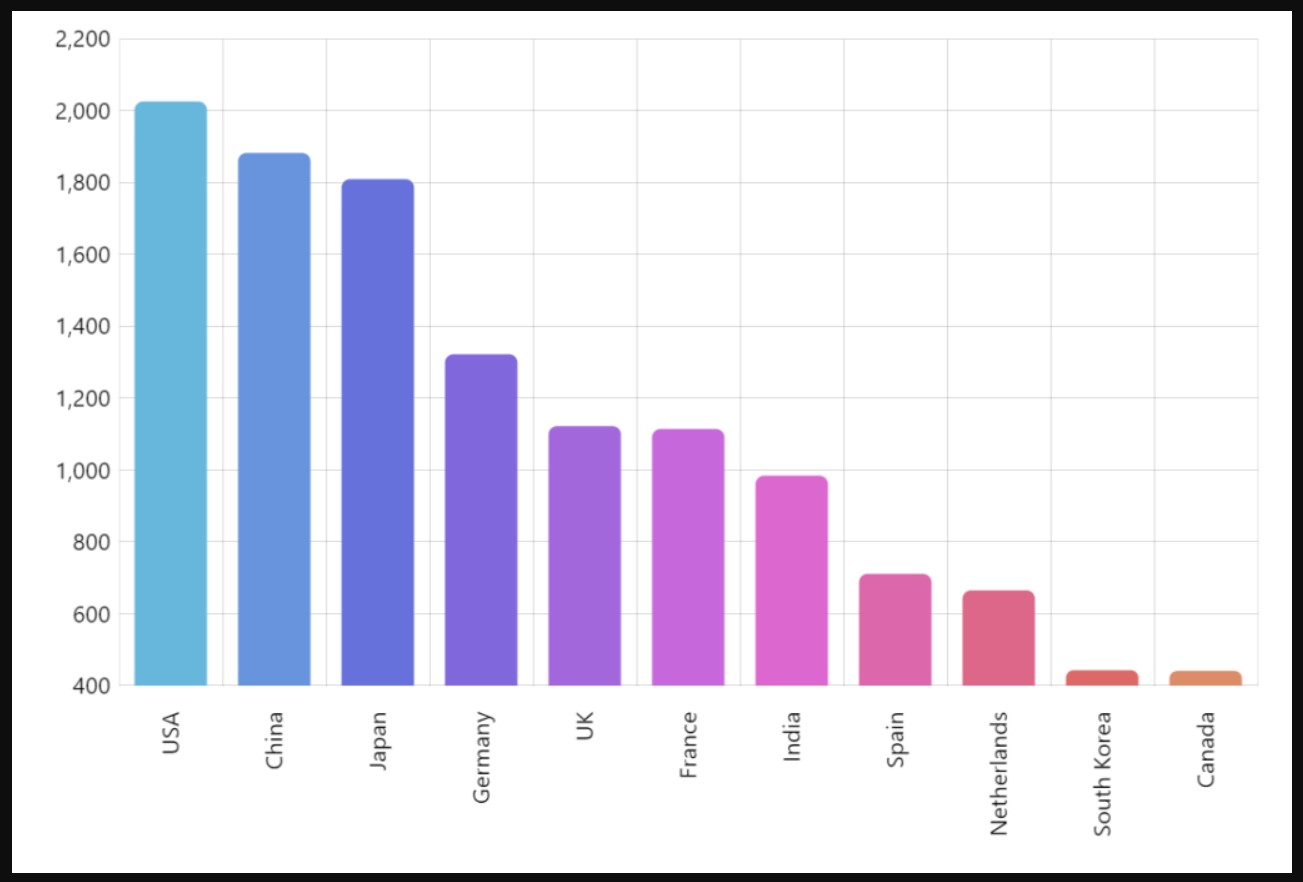 2,200
2,000
1,800
1,600
1,400
1,200
1,000
800
600
400
USA
China
Japan
Germany
UK
France
India
Spain
Netherlands
South Korea
Canada